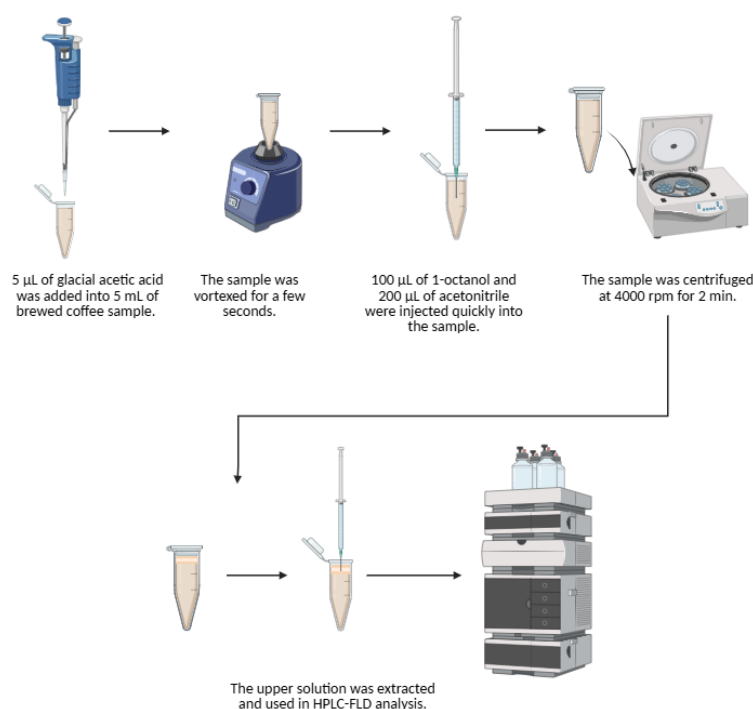 5 µL of glacial acetic acid
was added into 5 mL of
brewed coffee sample.
The sample was
vortexed for a few
seconds.
100 µL of 1-octanol and
200 µL of acetonitrile
were injected quickly into
the sample.
The sample was centrifuged
at 4000 rpm for 2 min.
The upper solution was extracted
and used in HPLC-FLD analysis.